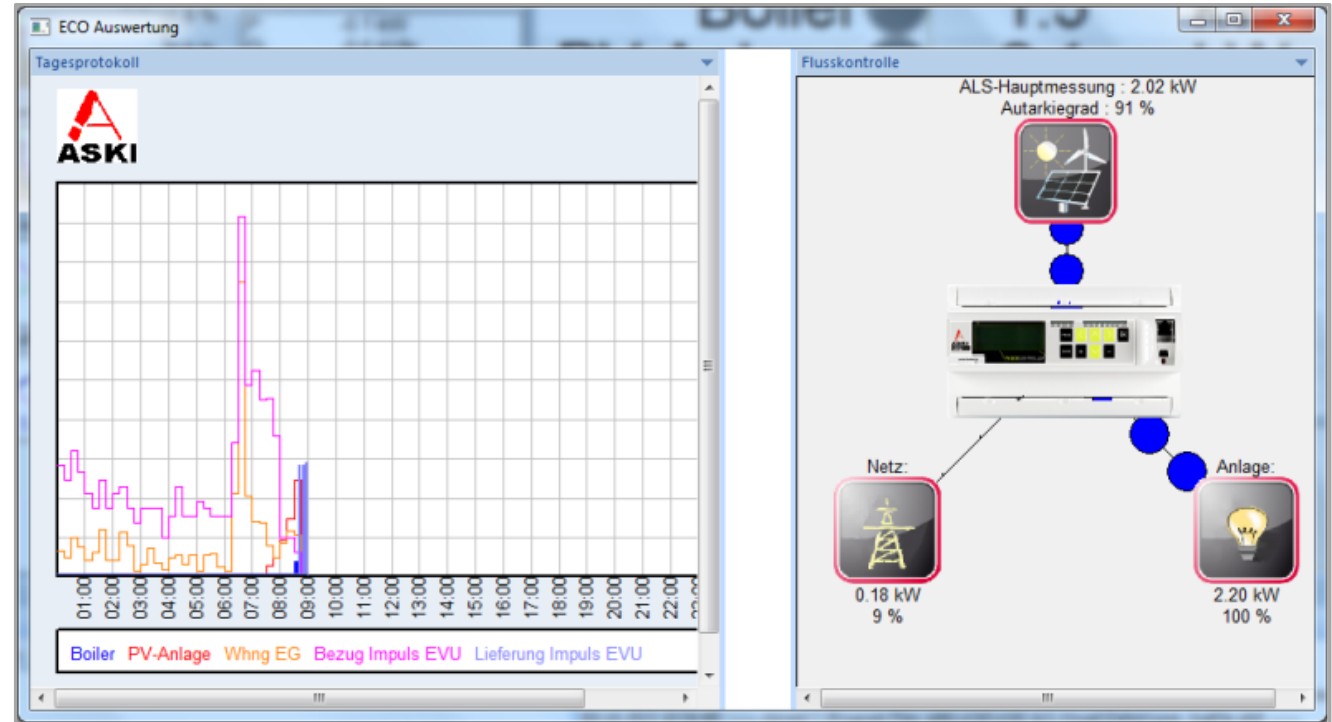 ECO Auswertung
Tagesprotokoll
ASKI
01:00
02:00
03:00
04:00
05:00
06:00
07:00
08:00
09:00
10:00
11:00
12:00
13:00
14:00
15:00
16:00
17:00
18:00
19:00
20:00
21:00
22:00
Boiler PV-Anlage Whng EG Bezug Impuls EVU Lieferung Impuls EVU
Flusskontrolle
ALS-Hauptmessung : 2.02 kW
Autarkiegrad : 91 %
Netz:
0.18 kW
9 %
Anlage:
2.20 kW
100 %